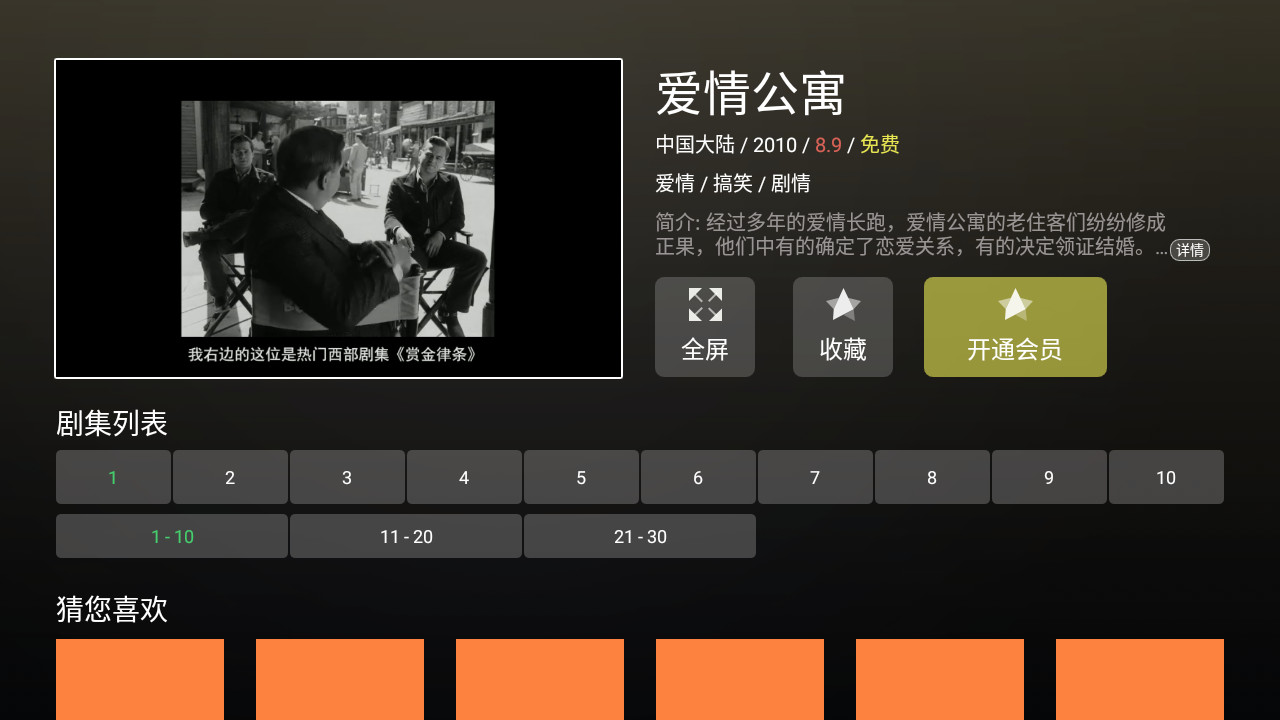 爱情公寓
中国大陆 / 2010 / 8.9 / 免费
爱情 / 搞笑 / 剧情
简介: 经过多年的爱情长跑，爱情公寓的老住客们纷纷修成
正果，他们中有的确定了恋爱关系，有的决定领证结婚。...
详情
我右边的这位是热门西部剧集《赏金律条》
全屏
收藏
开通会员
剧集列表
1 2 3 4 5 6 7 8 9 10
1 - 10 11 - 20 21 - 30
猜您喜欢